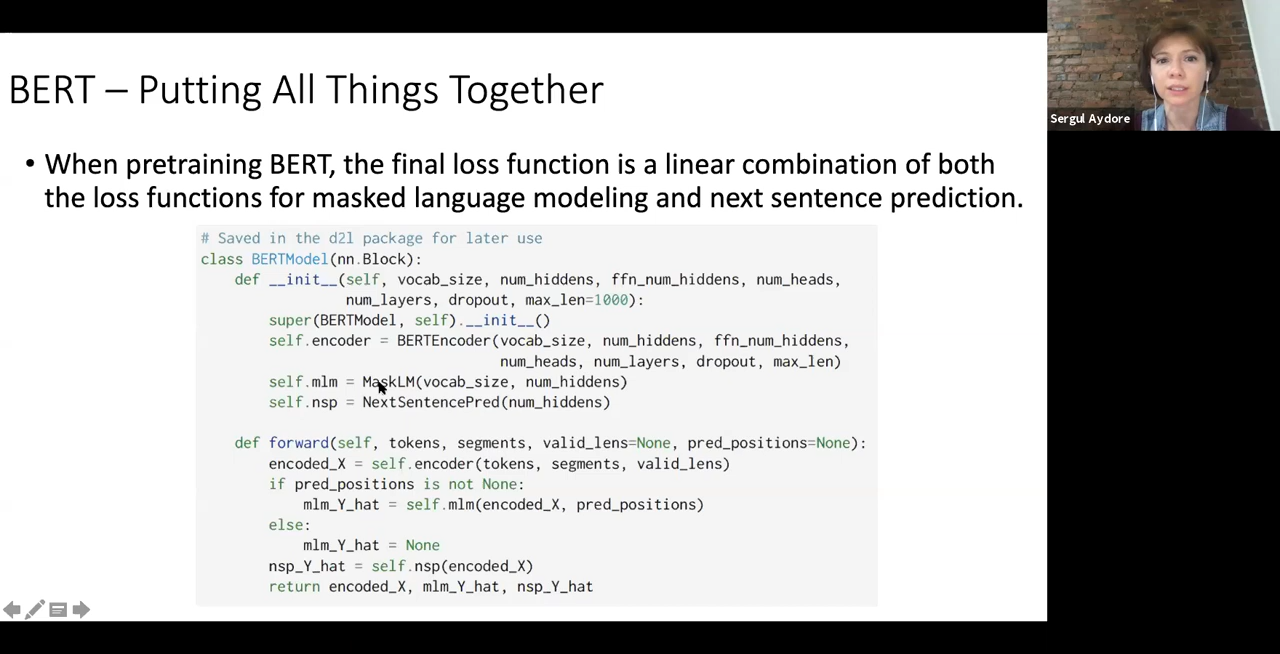 BERT – Putting All Things Together
Sergul Aydore
• When pretraining BERT, the final loss function is a linear combination of both
the loss functions for masked language modeling and next sentence prediction.
# Saved in the d2l package for later use
class BERTModel(nn.Block):
    def __init__(self, vocab_size, num_hiddens, ffn_num_hiddens, num_heads,
                 num_layers, dropout, max_len=1000):
        super(BERTModel, self).__init__()
        self.encoder = BERTEncoder(vocab_size, num_hiddens, ffn_num_hiddens,
                                   num_heads, num_layers, dropout, max_len)
        self.mlm = MaskLM(vocab_size, num_hiddens)
        self.nsp = NextSentencePred(num_hiddens)
    def forward(self, tokens, segments, valid_lens=None, pred_positions=None):
        encoded_X = self.encoder(tokens, segments, valid_lens)
        if pred_positions is not None:
            mlm_Y_hat = self.mlm(encoded_X, pred_positions)
        else:
            mlm_Y_hat = None
        nsp_Y_hat = self.nsp(encoded_X)
        return encoded_X, mlm_Y_hat, nsp_Y_hat